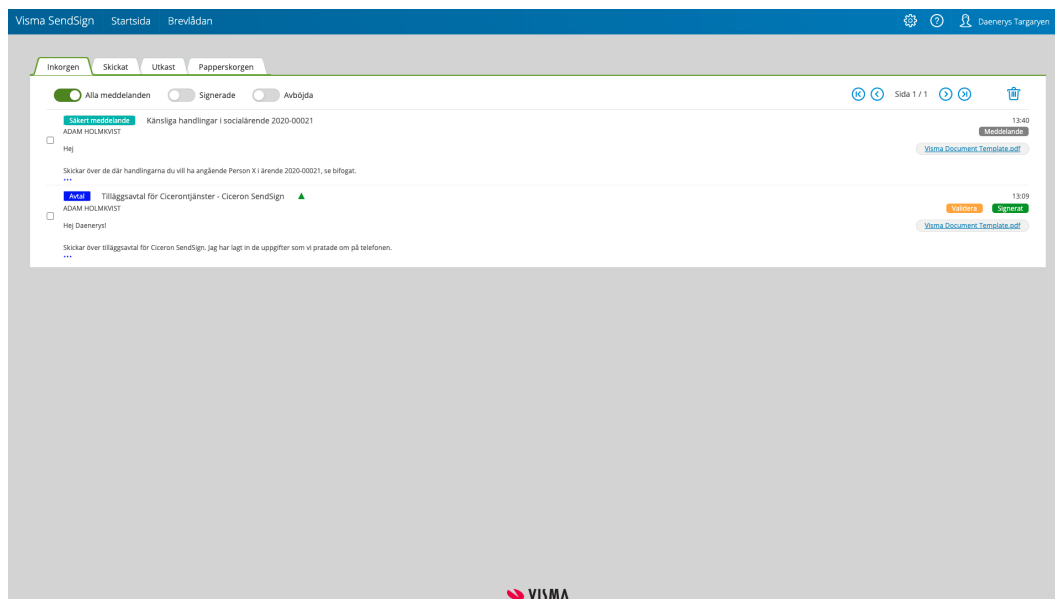 Visma SendSign Startsida Brevlådan Daenerys Targaryen
Inkorgen Skickat Utkast Papperskorgen
Alla meddelanden Signerade Avböjda Sida 1 / 1
Säkert meddelande Känsliga handlingar i socialärende 2020-00021 13:40
ADAM HOLMKVIST Meddelande
Hej Visma Document Template.pdf
Skickar över de där handlingarna du vill ha angående Person X i ärende 2020-00021, se bifogat.
...
Avtal Tilläggsavtal för Cicerontjänster - Ciceron SendSign 13:09
ADAM HOLMKVIST Validera Signerat
Hej Daenerys! Visma Document Template.pdf
Skickar över tilläggsavtal för Ciceron SendSign. Jag har lagt in de uppgifter som vi pratade om på telefonen.
...
VISMA